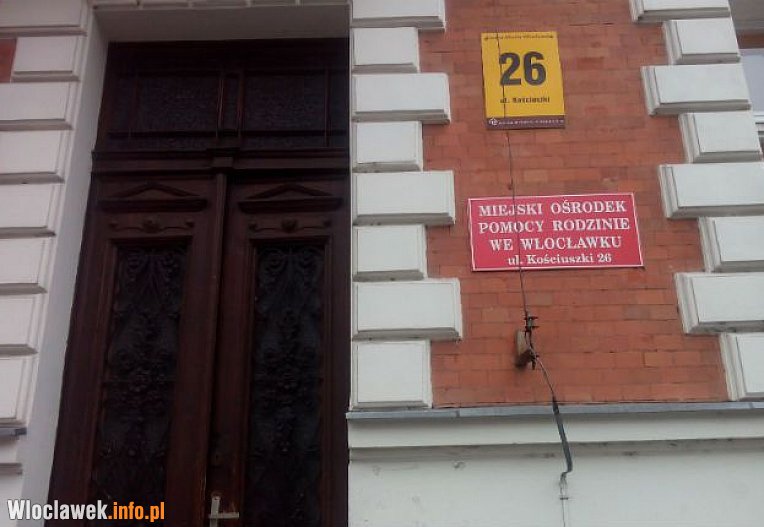 26
ul. Kościuszki
MIEJSKI OŚRODEK
POMOCY RODZINIE
WE WŁOCŁAWKU
ul. Kościuszki 26
Wloclawek.info.pl